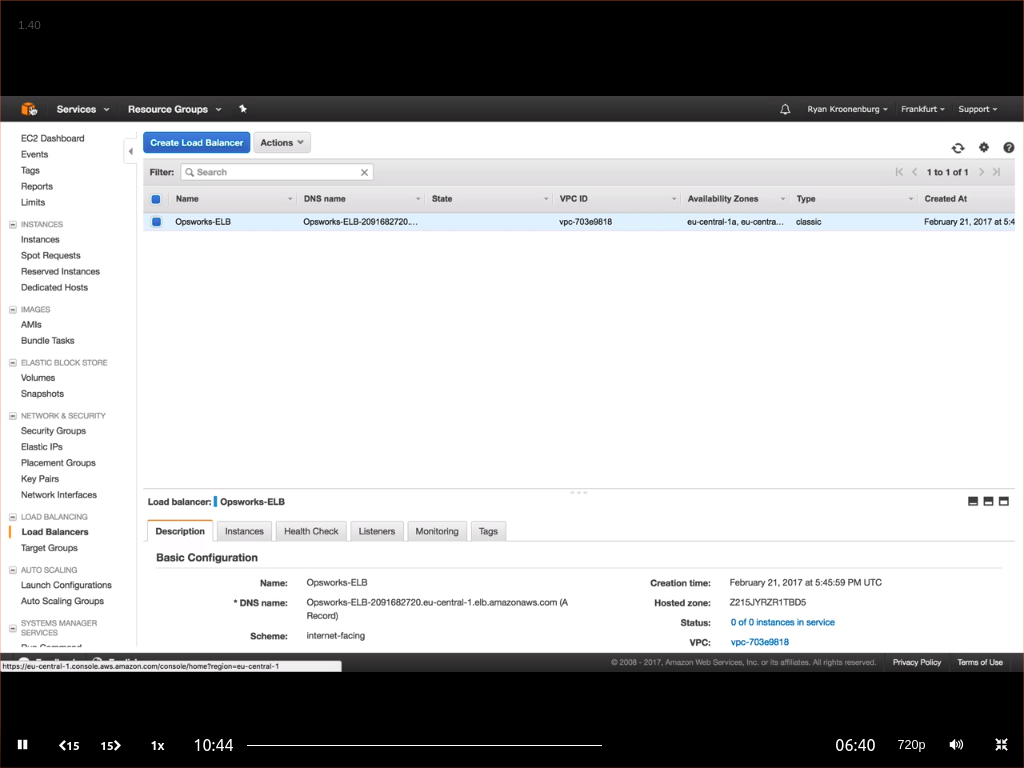 1.40
Services Resource Groups Ryan Kroonenburg Frankfurt Support
EC2 Dashboard
Events
Tags
Reports
Limits
INSTANCES
Instances
Spot Requests
Reserved Instances
Dedicated Hosts
IMAGES
AMIs
Bundle Tasks
ELASTIC BLOCK STORE
Volumes
Snapshots
NETWORK & SECURITY
Security Groups
Elastic IPs
Placement Groups
Key Pairs
Network Interfaces
LOAD BALANCING
Load Balancers
Target Groups
AUTO SCALING
Launch Configurations
Auto Scaling Groups
SYSTEMS MANAGER
SERVICES
Create Load Balancer Actions
Filter: Search 1 to 1 of 1
Name DNS name State VPC ID Availability Zones Type Created At
Opsworks-ELB Opsworks-ELB-2091682720.... vpc-703e9818 eu-central-1a, eu-centra... classic February 21, 2017 at 5:4
Load balancer: Opsworks-ELB
Description Instances Health Check Listeners Monitoring Tags
Basic Configuration
Name: Opsworks-ELB Creation time: February 21, 2017 at 5:45:59 PM UTC
* DNS name: Opsworks-ELB-2091682720.eu-central-1.elb.amazonaws.com (A Record) Hosted zone: Z215JYRZR1TBD5
Status: 0 of 0 instances in service
Scheme: internet-facing VPC: vpc-703e9818
https://eu-central-1.console.aws.amazon.com/console/home?region=eu-central-1
© 2008 - 2017, Amazon Web Services, Inc. or its affiliates. All rights reserved. Privacy Policy Terms of Use
15 15 1x 10:44 06:40 720p